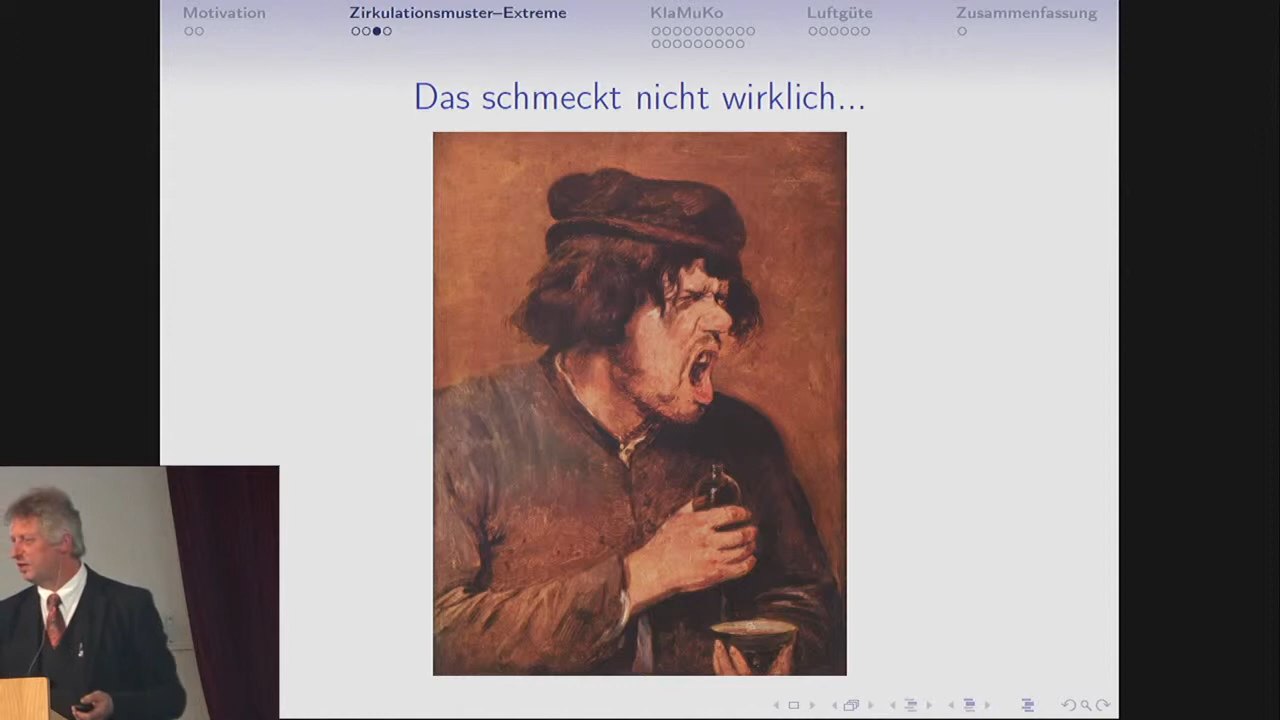 Motivation
Zirkulationsmuster–Extreme
KlaMuKo
Luftgüte
Zusammenfassung
Das schmeckt nicht wirklich...